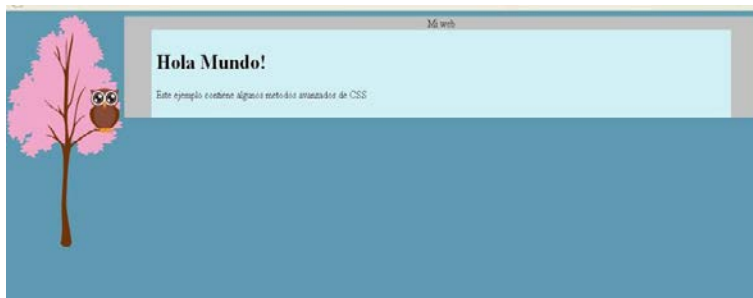 Mi web
Hola Mundo!
Este ejemplo contiene algunos metodos avanzados de CSS